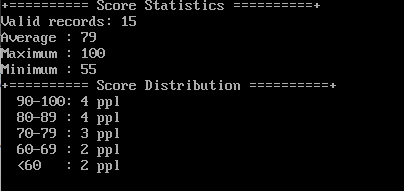 +========== Score Statistics ==========+
Valid records: 15
Average : 79
Maximum : 100
Minimum : 55
+========== Score Distribution ==========+
90-100: 4 ppl
80-89 : 4 ppl
70-79 : 3 ppl
60-69 : 2 ppl
<60   : 2 ppl